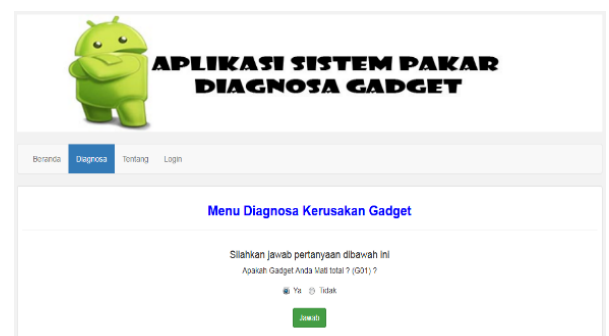 APLIKASI SISTEM PAKAR
DIAGNOSA GADGET
Beranda Diagnosa Tentang Login
Menu Diagnosa Kerusakan Gadget
Silahkan jawab pertanyaan dibawah ini
Apakah Gadget Anda Mati total ? (G01) ?
Ya Tidak
Jawab